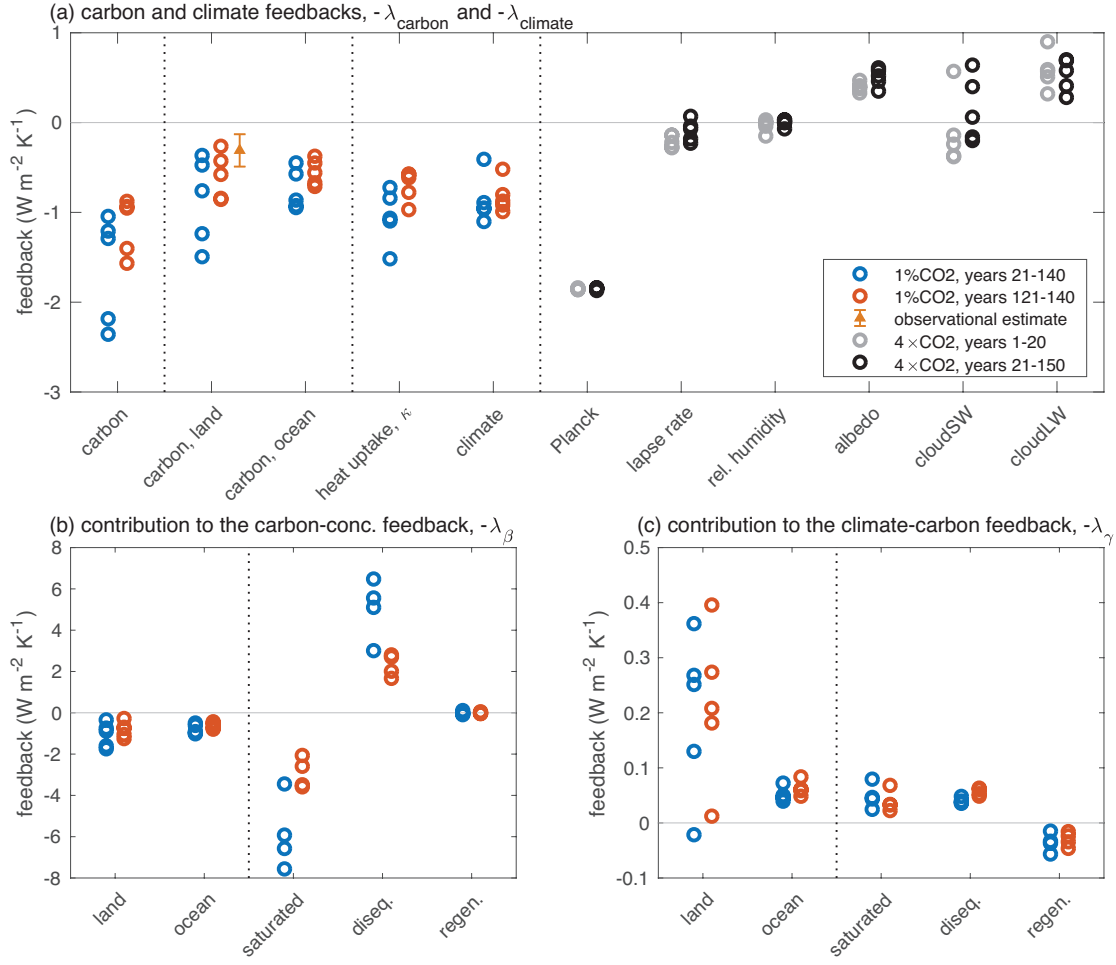 (a) carbon and climate feedbacks, -λcarbon and -λclimate
feedback (W m-2 K-1)
1
0
-1
-2
-3
1%CO2, years 21-140
1%CO2, years 121-140
observational estimate
4×CO2, years 1-20
4×CO2, years 21-150
carbon
carbon, land
carbon, ocean
heat uptake, κ
climate
Planck
lapse rate
rel. humidity
albedo
cloudSW
cloudLW
(b) contribution to the carbon-conc. feedback, -λβ
feedback (W m-2 K-1)
8
6
4
2
0
-2
-4
-6
-8
land
ocean
saturated
diseq.
regen.
(c) contribution to the climate-carbon feedback, -λγ
feedback (W m-2 K-1)
0.5
0.4
0.3
0.2
0.1
0
-0.1
land
ocean
saturated
diseq.
regen.